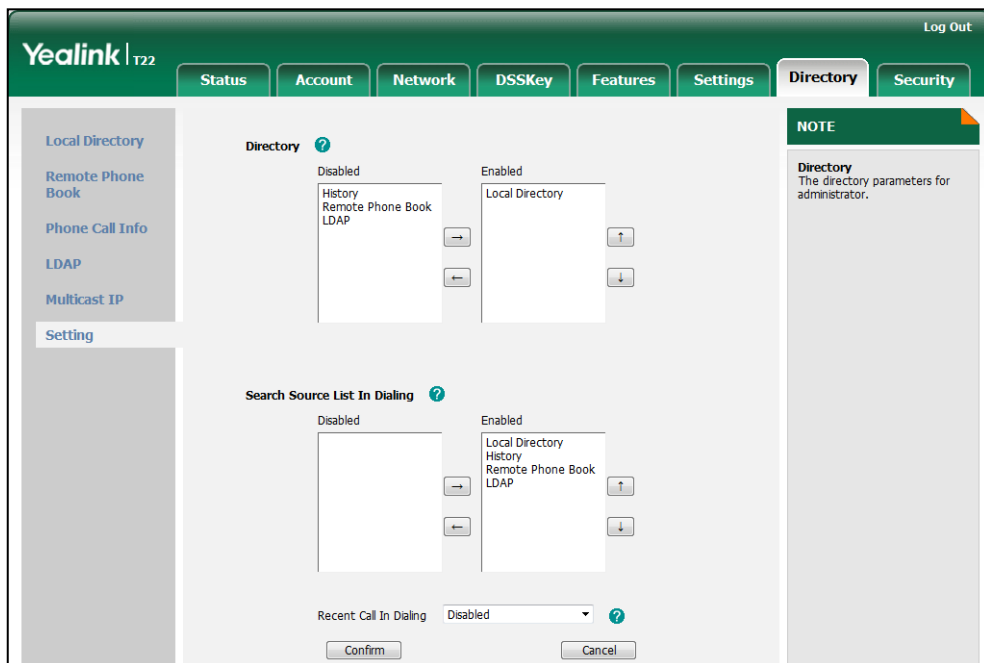 Log Out
Yealink | T22
Status Account Network DSSKey Features Settings Directory Security
Local Directory
Remote Phone
Book
Phone Call Info
LDAP
Multicast IP
Setting
Directory ?
Disabled Enabled
History
Remote Phone Book
LDAP
Local Directory
→
←
↑
↓
Search Source List In Dialing ?
Disabled Enabled
Local Directory
History
Remote Phone Book
LDAP
→
←
↑
↓
Recent Call In Dialing Disabled ?
Confirm Cancel
NOTE
Directory
The directory parameters for
administrator.